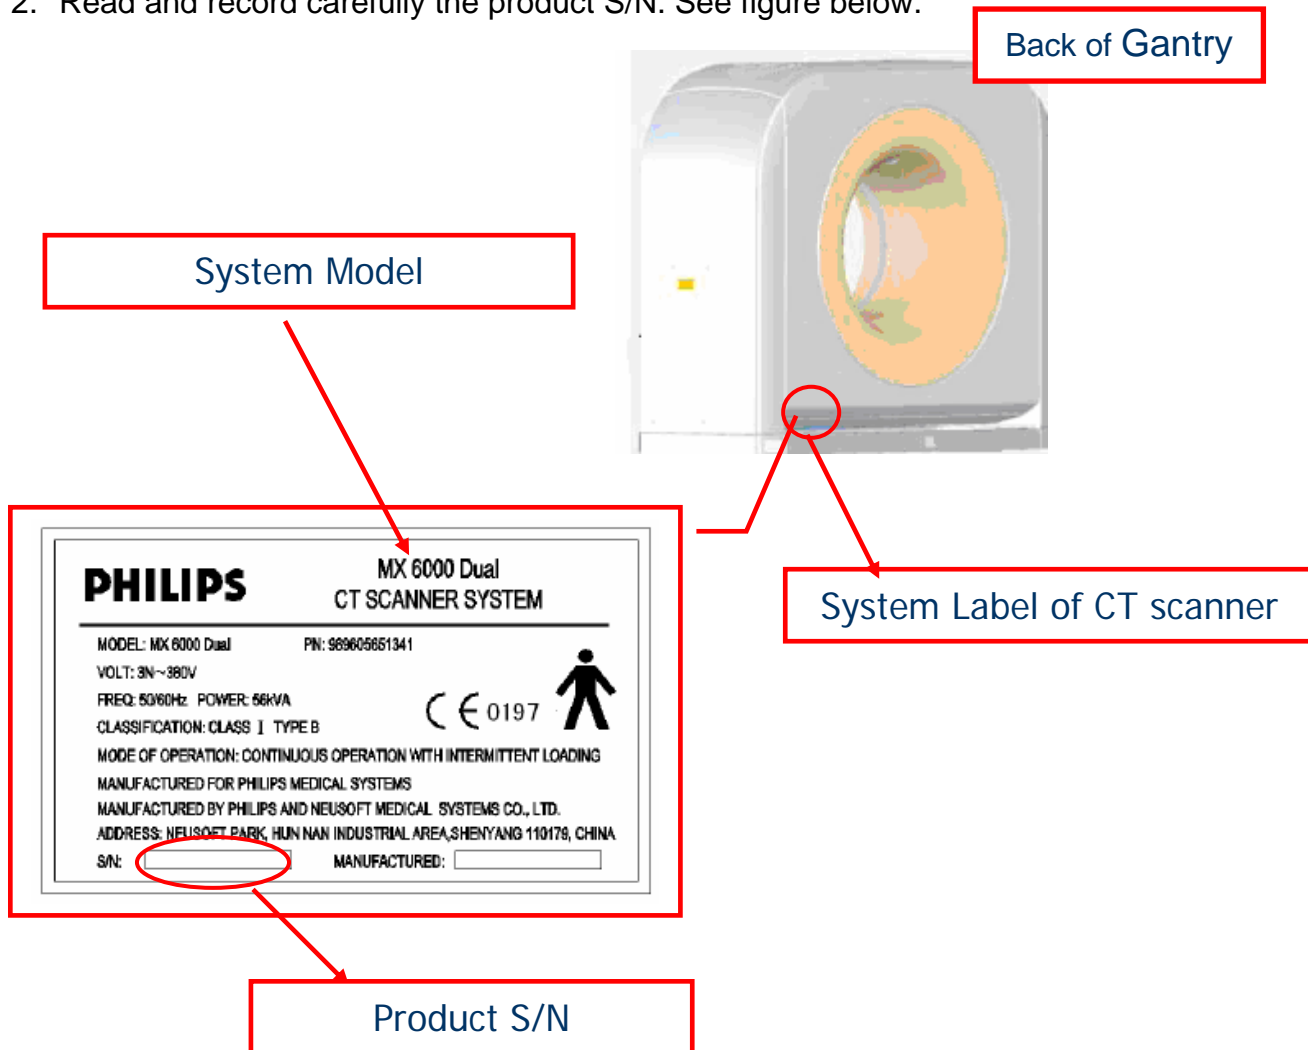 2. Read and record carefully the product S/N. See figure below.
Back of Gantry
System Model
System Label of CT scanner
PHILIPS
MX 6000 Dual
CT SCANNER SYSTEM
MODEL: MX 6000 Dual PN: 989605651341
VOLT: 3N~380V
FREQ: 50/60Hz POWER: 56kVA
CLASSIFICATION: CLASS I TYPE B
CE 0197
MODE OF OPERATION: CONTINUOUS OPERATION WITH INTERMITTENT LOADING
MANUFACTURED FOR PHILIPS MEDICAL SYSTEMS
MANUFACTURED BY PHILIPS AND NEUSOFT MEDICAL SYSTEMS CO., LTD.
ADDRESS: NEUSOFT PARK, HUN NAN INDUSTRIAL AREA,SHENYANG 110179, CHINA
S/N: MANUFACTURED:
Product S/N